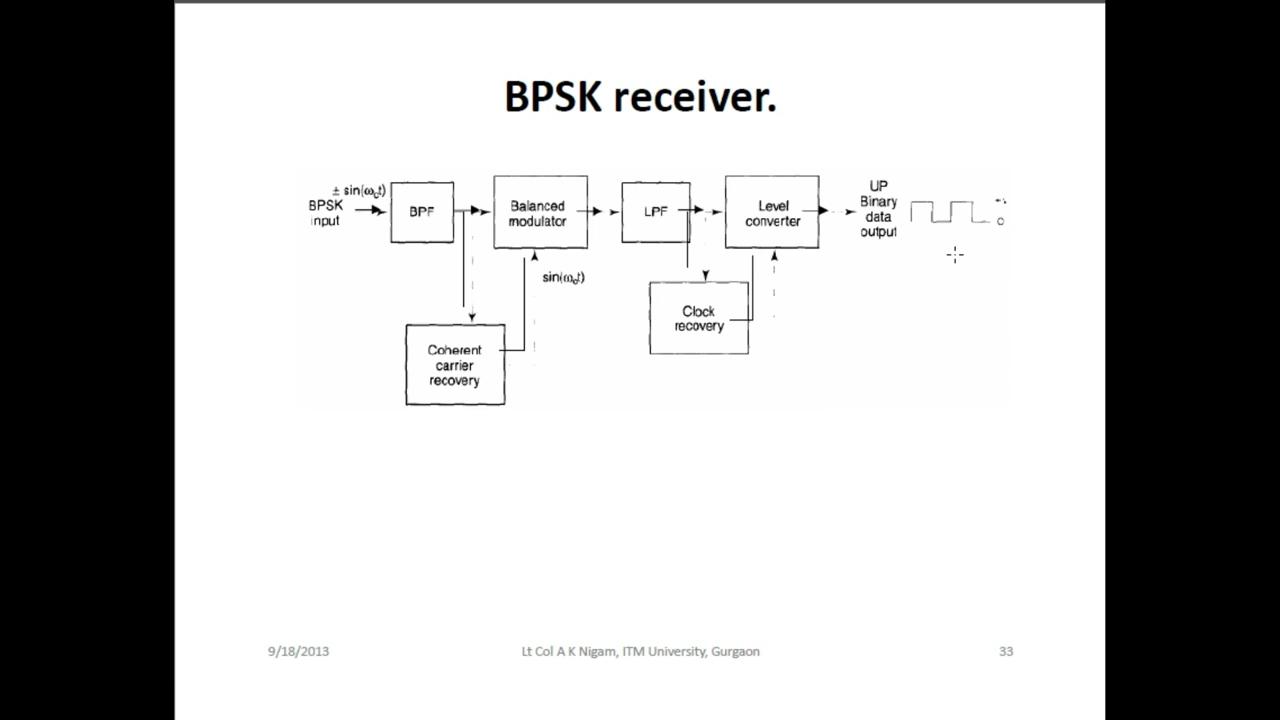 BPSK receiver.
± sin(ωct)
BPSK
input
BPF
Balanced
modulator
LPF
Level
converter
UP
Binary
data
output
0
sin(ωct)
Clock
recovery
Coherent
carrier
recovery
9/18/2013
Lt Col A K Nigam, ITM University, Gurgaon
33